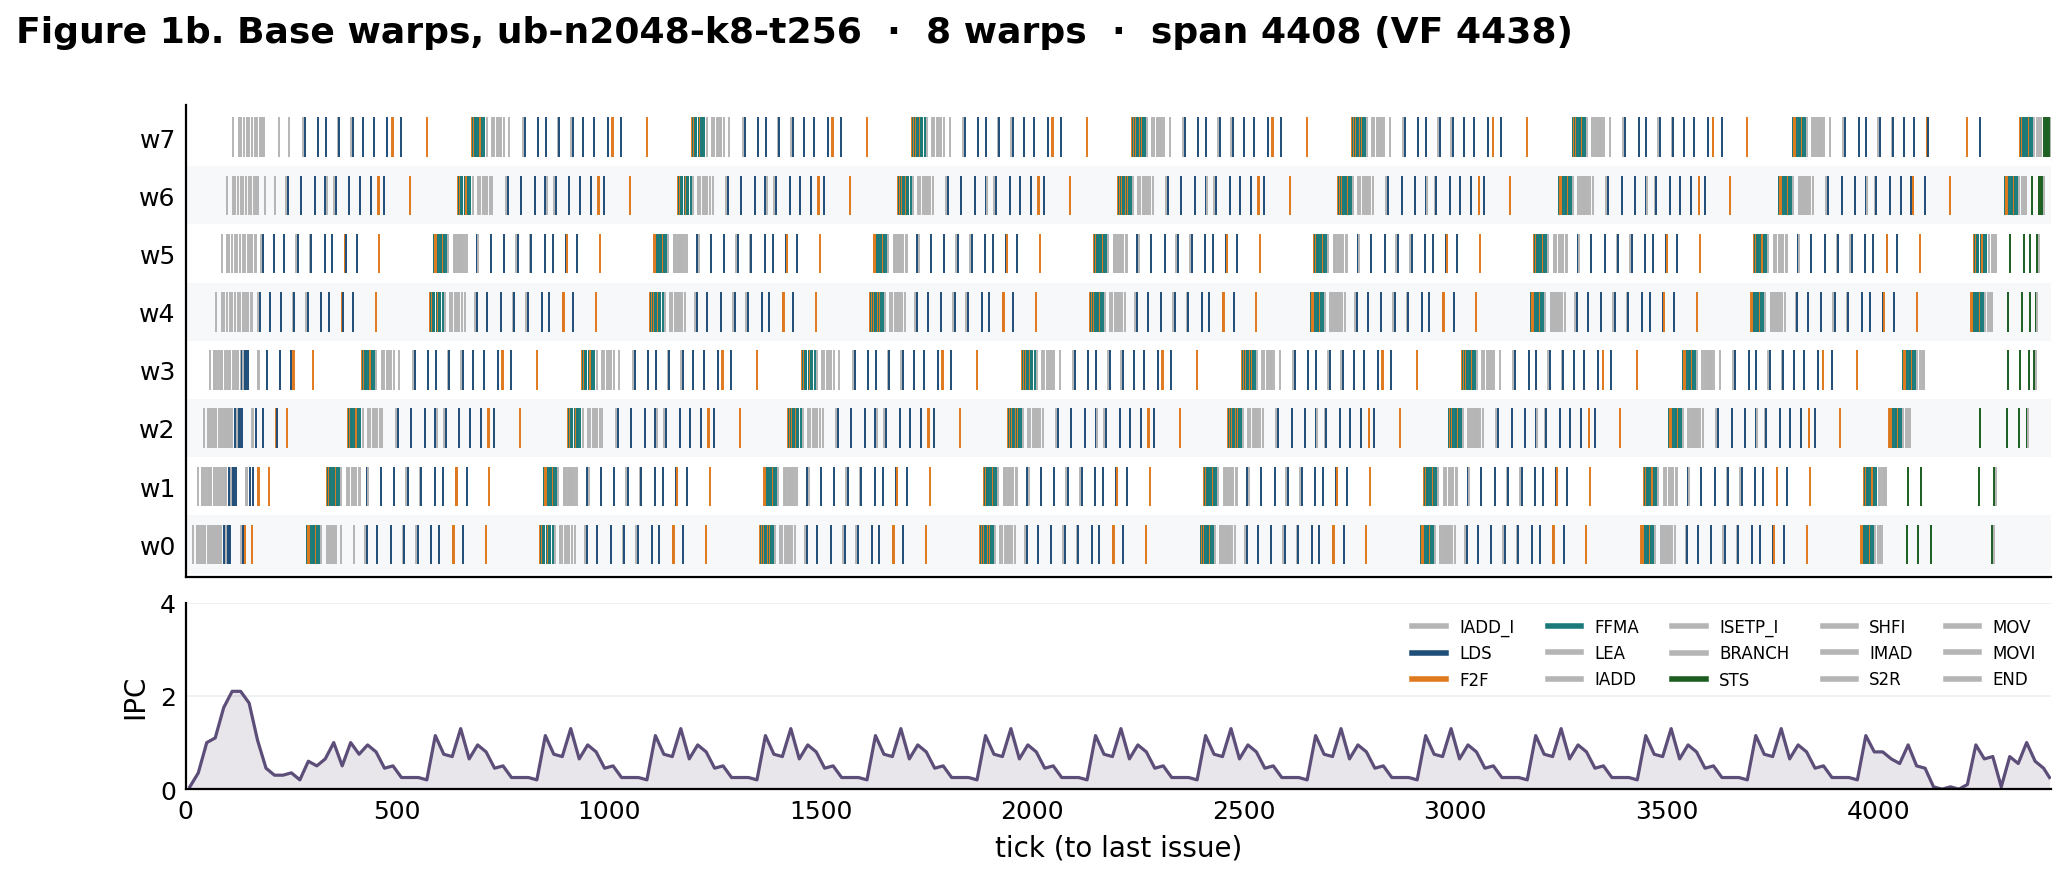 Figure 1b. Base warps, ub-n2048-k8-t256 · 8 warps · span 4408 (VF 4438)
w7
w6
w5
w4
w3
w2
w1
w0
4
2
0
IPC
IADD_I FFMA ISETP_I SHFI MOV
LDS LEA BRANCH IMAD MOVI
F2F IADD STS S2R END
0 500 1000 1500 2000 2500 3000 3500 4000
tick (to last issue)